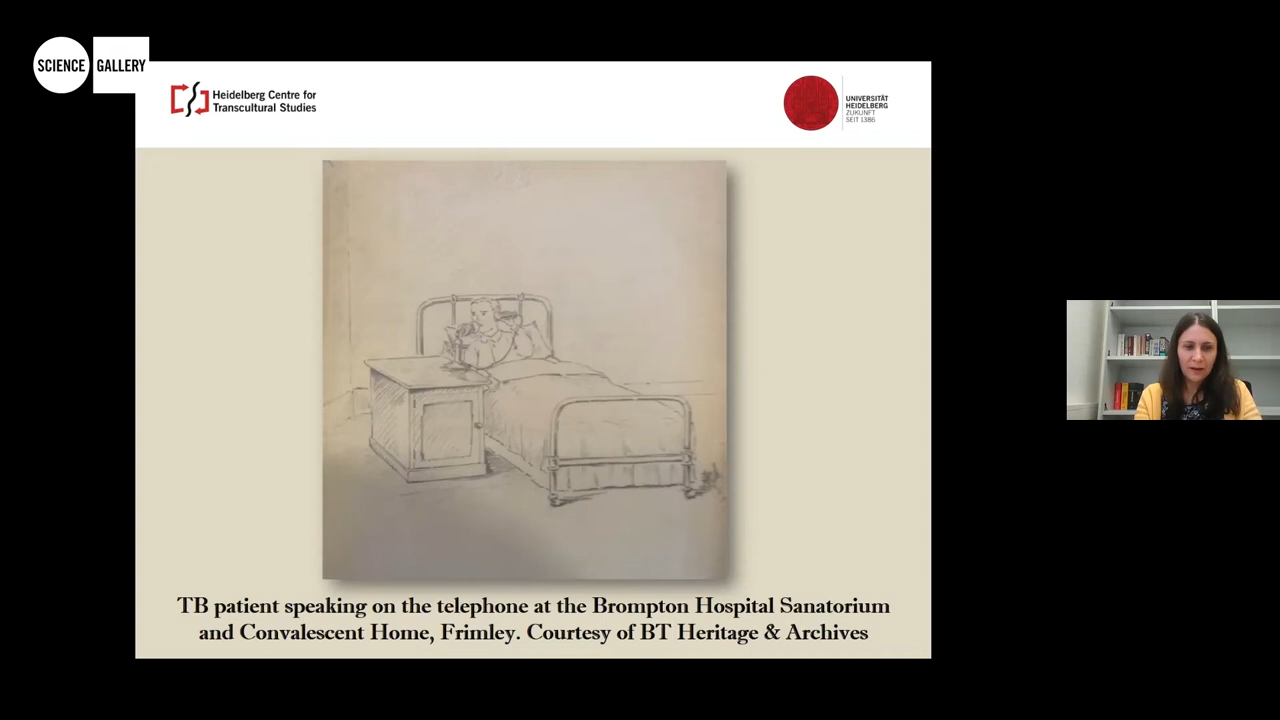 SCIENCE GALLERY
Heidelberg Centre for
Transcultural Studies
UNIVERSITÄT
HEIDELBERG
ZUKUNFT
SEIT 1386
TB patient speaking on the telephone at the Brompton Hospital Sanatorium
and Convalescent Home, Frimley. Courtesy of BT Heritage & Archives